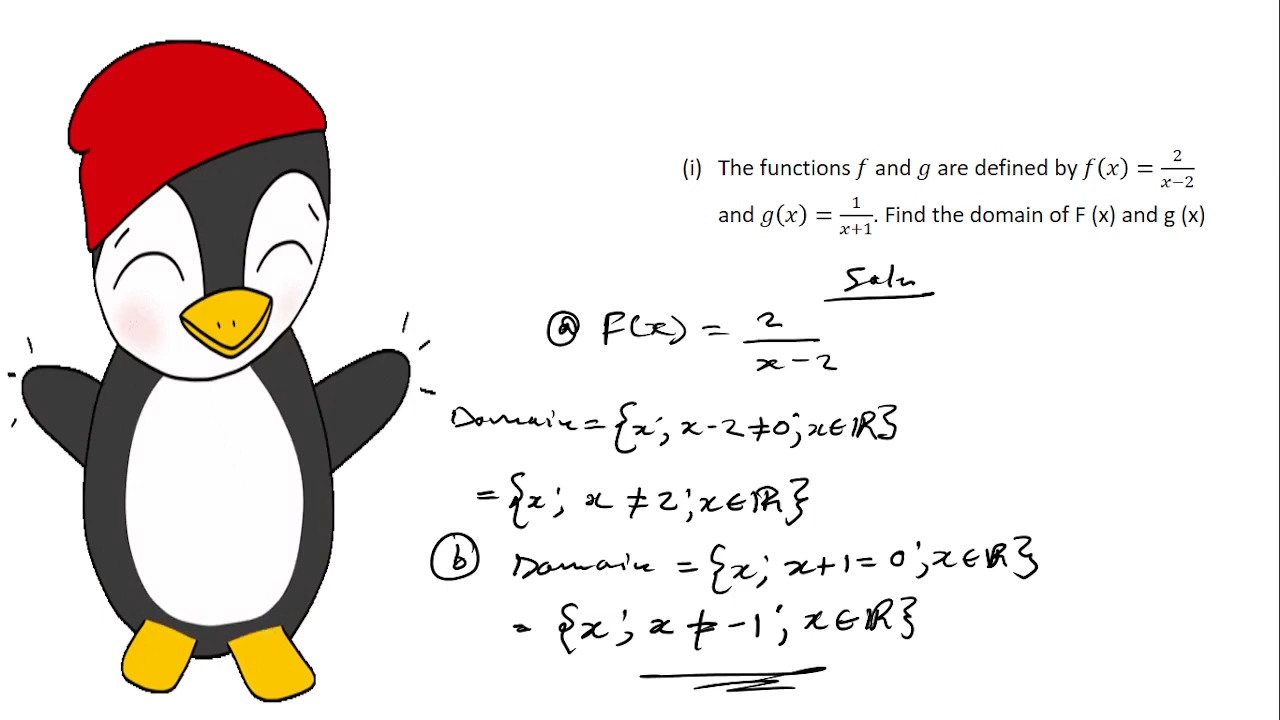 (i) The functions f and g are defined by f(x) = 2/(x−2)
and g(x) = 1/(x+1). Find the domain of F (x) and g (x)
Soln
ⓐ F(x) = 2/(x-2)
Domain = {x; x-2 ≠ 0; x ∈ ℝ}
= {x; x ≠ 2; x ∈ ℝ}
ⓑ Domain = {x; x+1 = 0; x ∈ ℝ}
= {x; x ≠ -1; x ∈ ℝ}